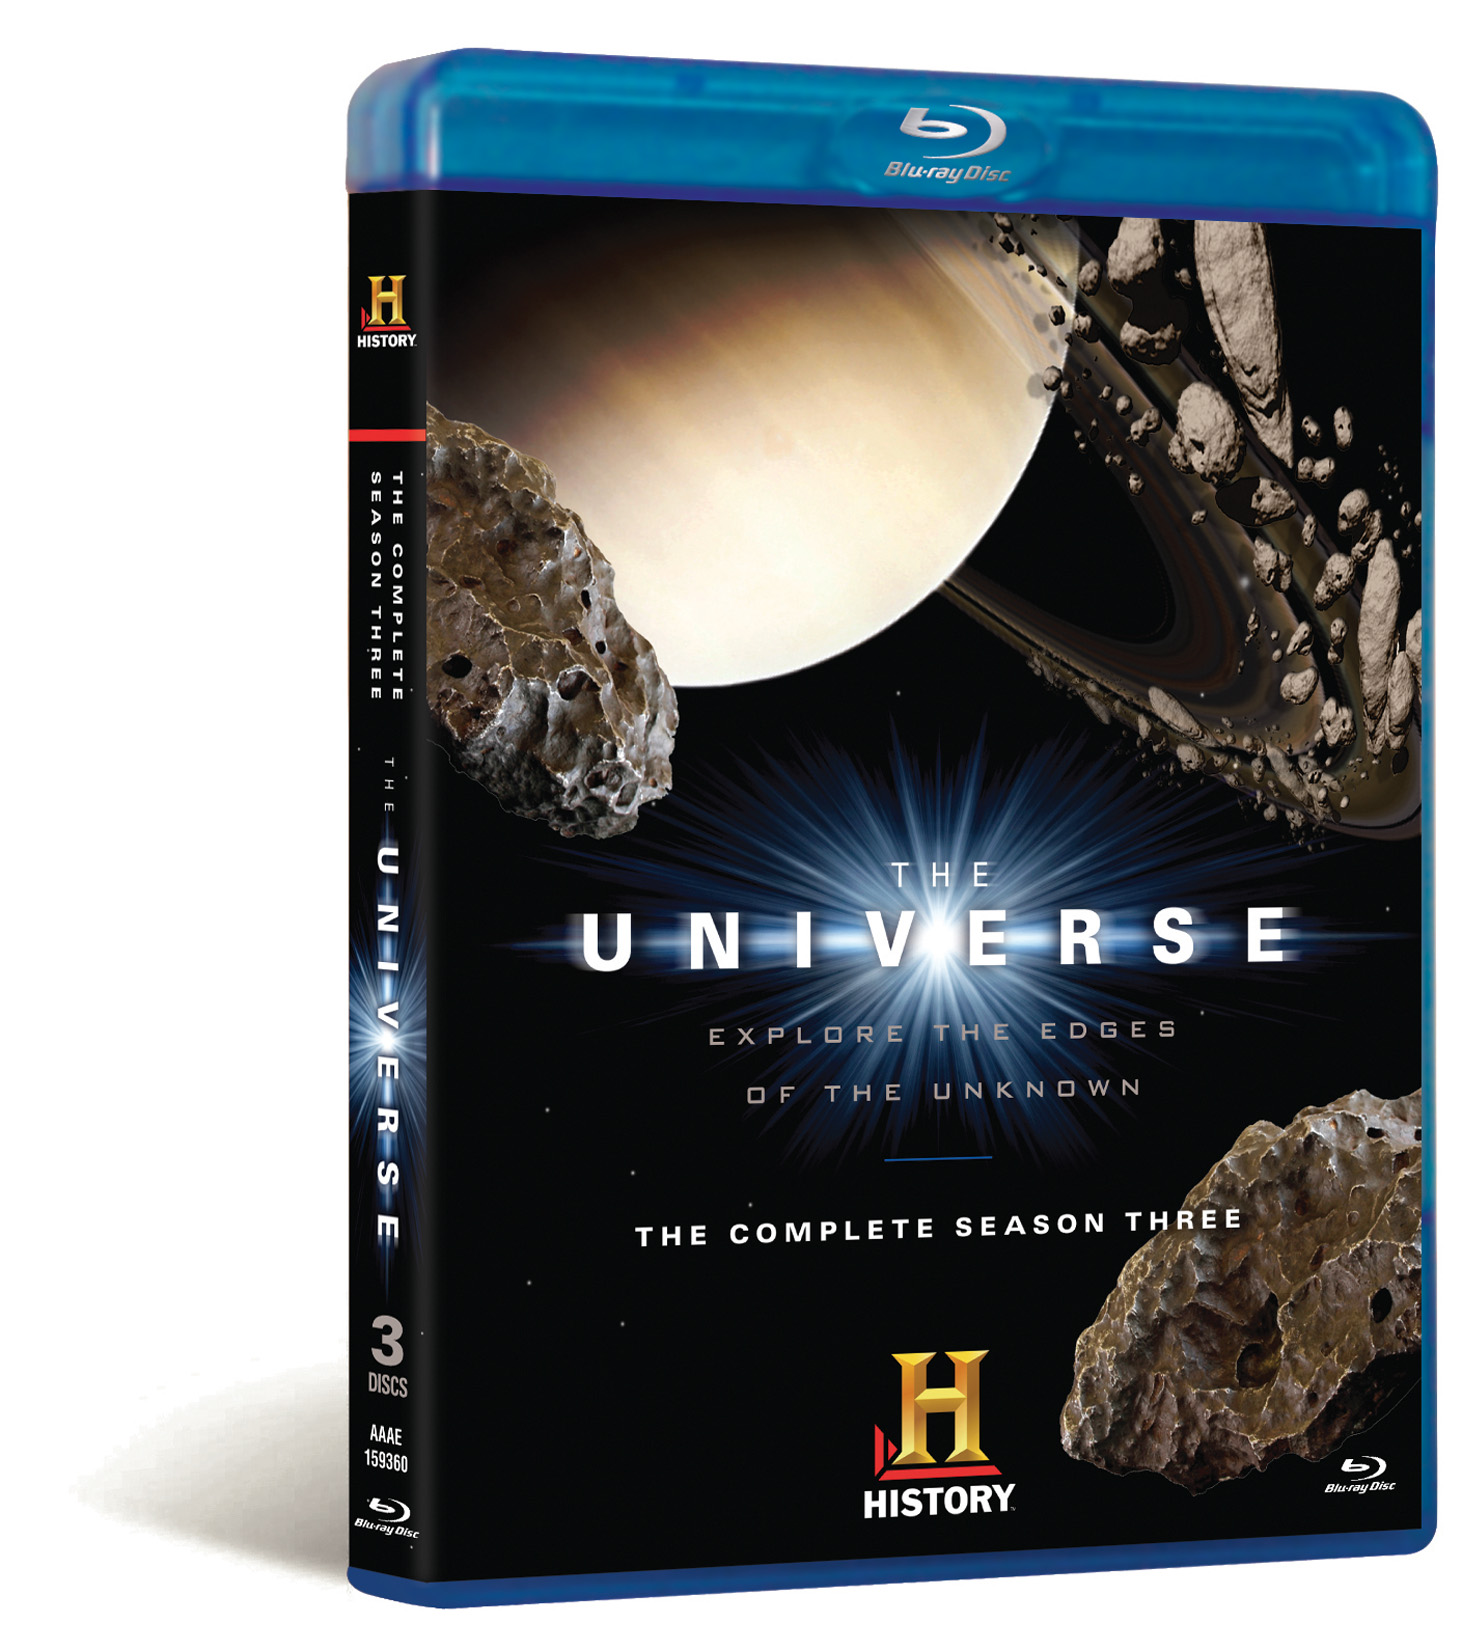 Blu-ray Disc
H
HISTORY
THE COMPLETE
SEASON THREE
THE
UNIVERSE
3
DISCS
AAAE
159360
Blu-ray Disc
THE
UNIVERSE
EXPLORE THE EDGES
OF THE UNKNOWN
THE COMPLETE SEASON THREE
H
HISTORY
Blu-ray Disc